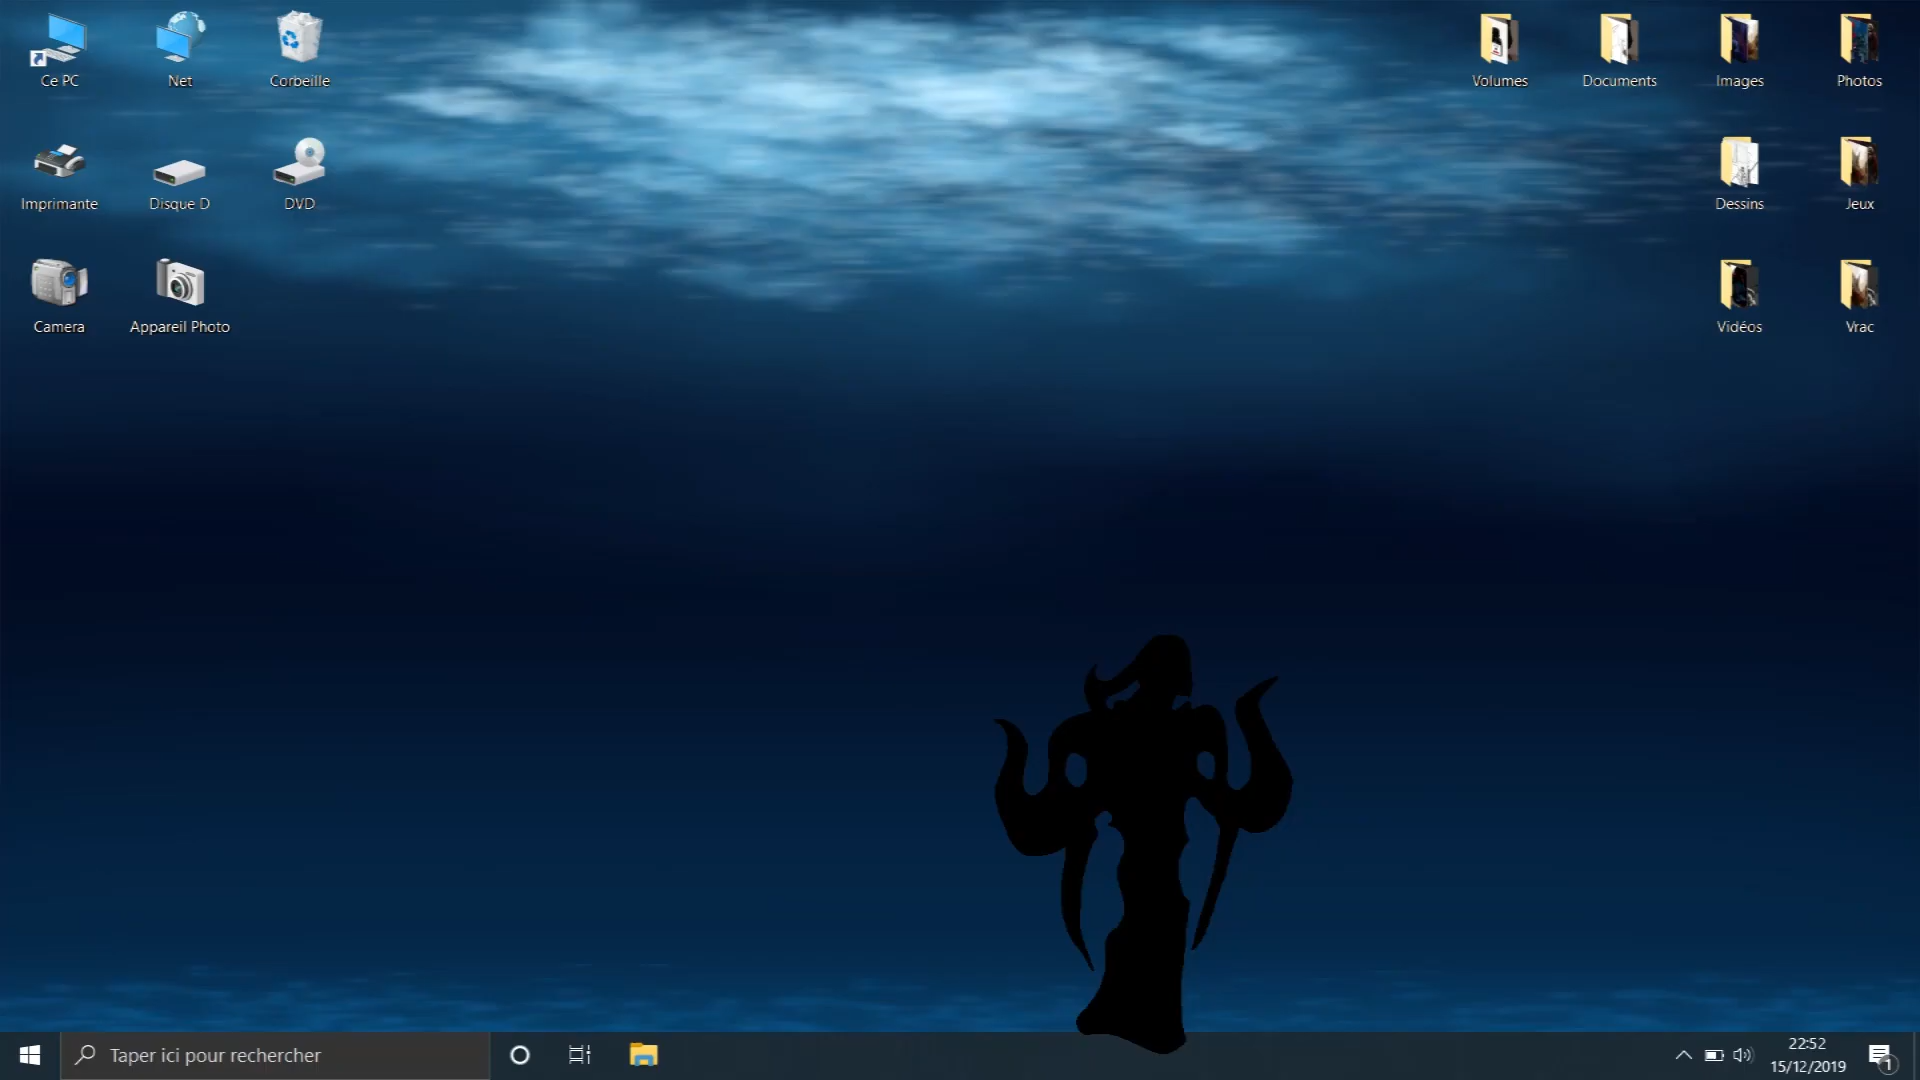 Ce PC
Net
Corbeille
Volumes
Documents
Images
Photos
Imprimante
Disque D
DVD
Dessins
Jeux
Camera
Appareil Photo
Vidéos
Vrac
Taper ici pour rechercher
22:52
15/12/2019
1